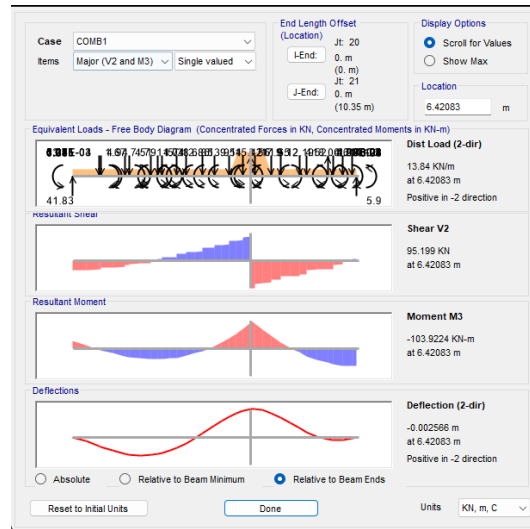 Case COMB1
Items Major (V2 and M3) Single valued
End Length Offset
(Location)
Jt: 20
I-End: 0. m
(0. m)
Jt: 21
J-End: 0. m
(10.35 m)
Display Options
Scroll for Values
Show Max
Location
6.42083 m
Equivalent Loads - Free Body Diagram (Concentrated Forces in KN, Concentrated Moments in KN-m)
41.83
5.9
Dist Load (2-dir)
13.84 KN/m
at 6.42083 m
Positive in -2 direction
Resultant Shear
Shear V2
95.199 KN
at 6.42083 m
Resultant Moment
Moment M3
-103.9224 KN-m
at 6.42083 m
Deflections
Deflection (2-dir)
-0.002566 m
at 6.42083 m
Positive in -2 direction
Absolute Relative to Beam Minimum Relative to Beam Ends
Reset to Initial Units Done Units KN, m, C